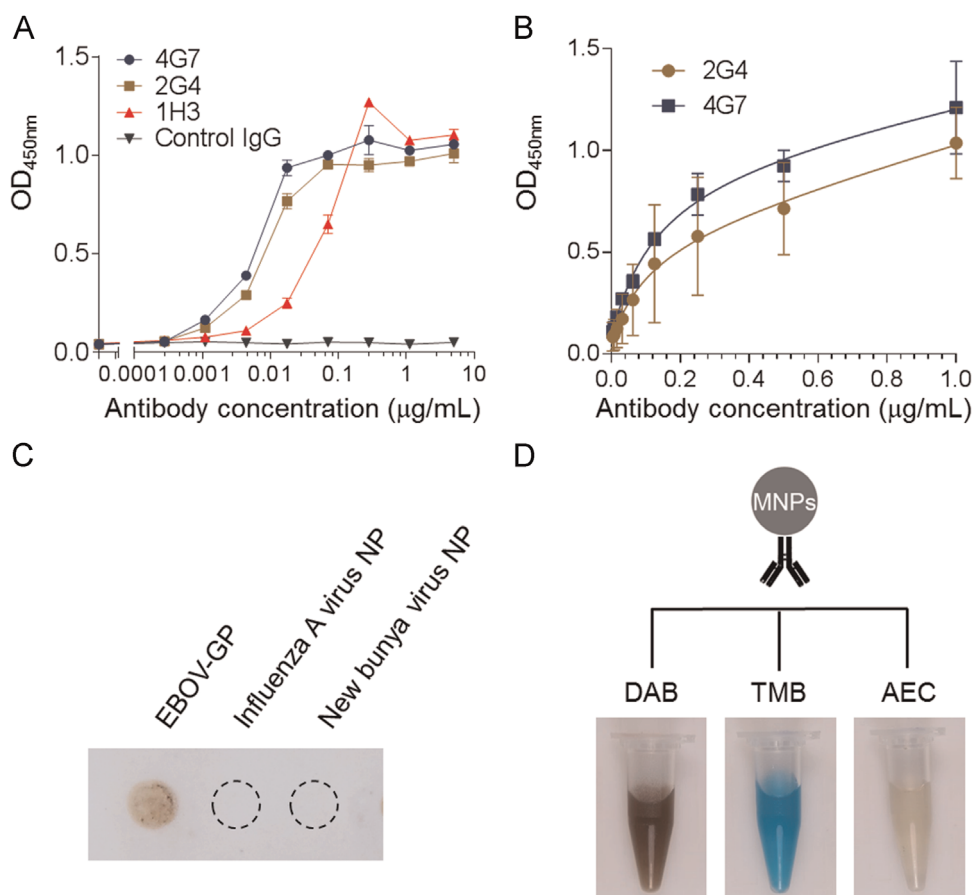 A
1.5
1.0
0.5
0.0
OD450nm
4G7
2G4
1H3
Control IgG
0.0001 0.001 0.01 0.1 1 10
Antibody concentration (μg/mL)
B
1.5
1.0
0.5
0.0
OD450nm
2G4
4G7
0.0 0.2 0.4 0.6 0.8 1.0
Antibody concentration (μg/mL)
C
EBOV-GP
Influenza A virus NP
New bunya virus NP
D
MNPs
DAB TMB AEC